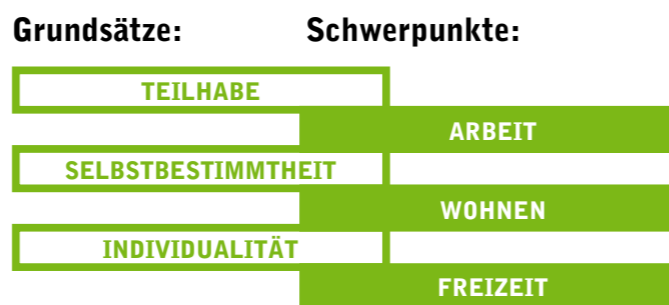 Grundsätze: Schwerpunkte:
TEILHABE
ARBEIT
SELBSTBESTIMMTHEIT
WOHNEN
INDIVIDUALITÄT
FREIZEIT